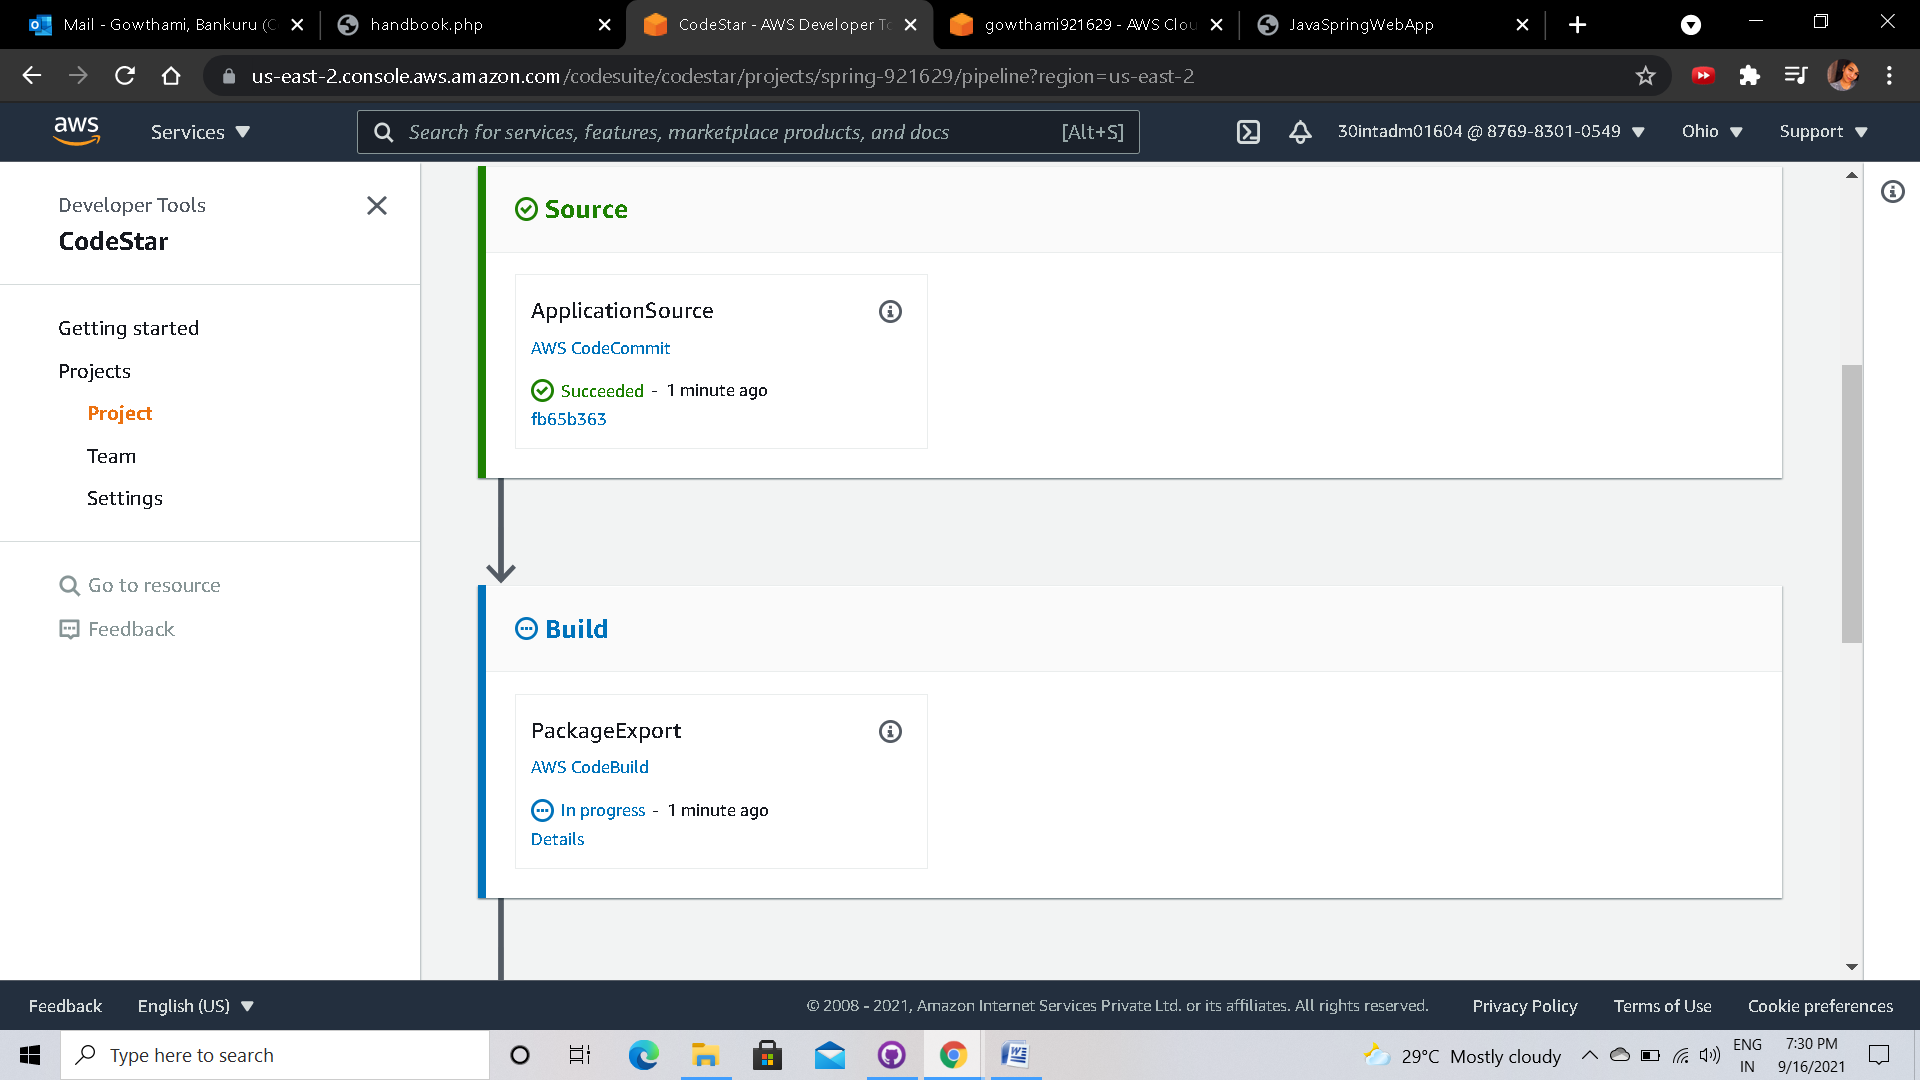 Mail - Gowthami, Bankuru (C
handbook.php
CodeStar - AWS Developer To
gowthami921629 - AWS Clou
JavaSpringWebApp
us-east-2.console.aws.amazon.com/codesuite/codestar/projects/spring-921629/pipeline?region=us-east-2
aws
Services
Search for services, features, marketplace products, and docs [Alt+S]
30intadm01604 @ 8769-8301-0549
Ohio
Support
Developer Tools
CodeStar
Getting started
Projects
Project
Team
Settings
Go to resource
Feedback
Source
ApplicationSource
AWS CodeCommit
Succeeded - 1 minute ago
fb65b363
Build
PackageExport
AWS CodeBuild
In progress - 1 minute ago
Details
Feedback
English (US)
© 2008 - 2021, Amazon Internet Services Private Ltd. or its affiliates. All rights reserved.
Privacy Policy
Terms of Use
Cookie preferences
Type here to search
29°C Mostly cloudy
ENG
IN
7:30 PM
9/16/2021